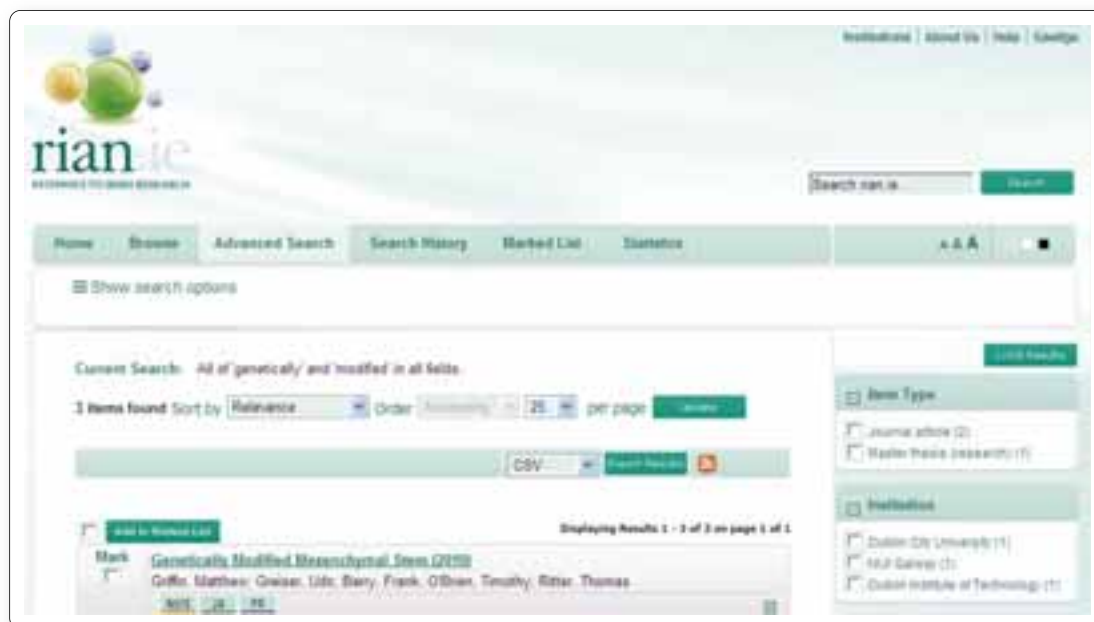 Institutions | About Us | Help | Gaeilge
rian.ie
Search rian.ie
Search
Home Browse Advanced Search Search History Marked List Statistics A A A
Show search options
Current Search: All of 'genetically' and 'modified' in all fields.
3 items found Sort by Relevance Order 25 per page
CSV Export Results
Add to Marked List
Displaying Results 1 - 3 of 3 on page 1 of 1
Mark
Genetically Modified Mesenchymal Stem (2010)
Griffin, Matthew; Greiser, Udo; Barry, Frank; O'Brien, Timothy; Ritter, Thomas
Limit Results
Item Type
Journal article (2)
Master thesis (research) (1)
Institution
Dublin City University (1)
NUI Galway (1)
Dublin Institute of Technology (1)